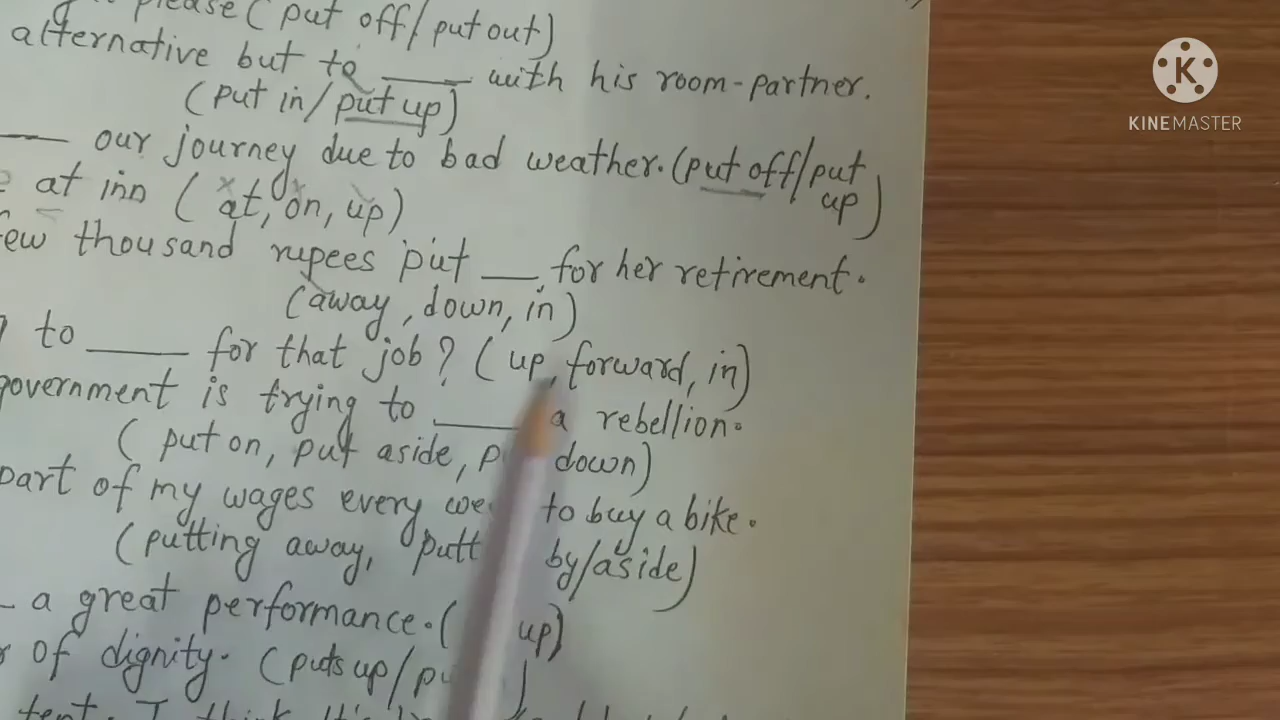 please ( put off/put out)
alternative but to ____ with his room-partner.
(put in/put up)
____ our journey due to bad weather. (put off/put up)
at inn ( at, on, up)
few thousand rupees put ___ for her retirement.
(away, down, in)
to ____ for that job? ( up, forward, in)
government is trying to ____ a rebellion.
( put on, put aside, down)
part of my wages every to buy a bike.
(putting away, by/aside)
a great performance. ( up)
of dignity. (puts up/
I think
K
KINEMASTER